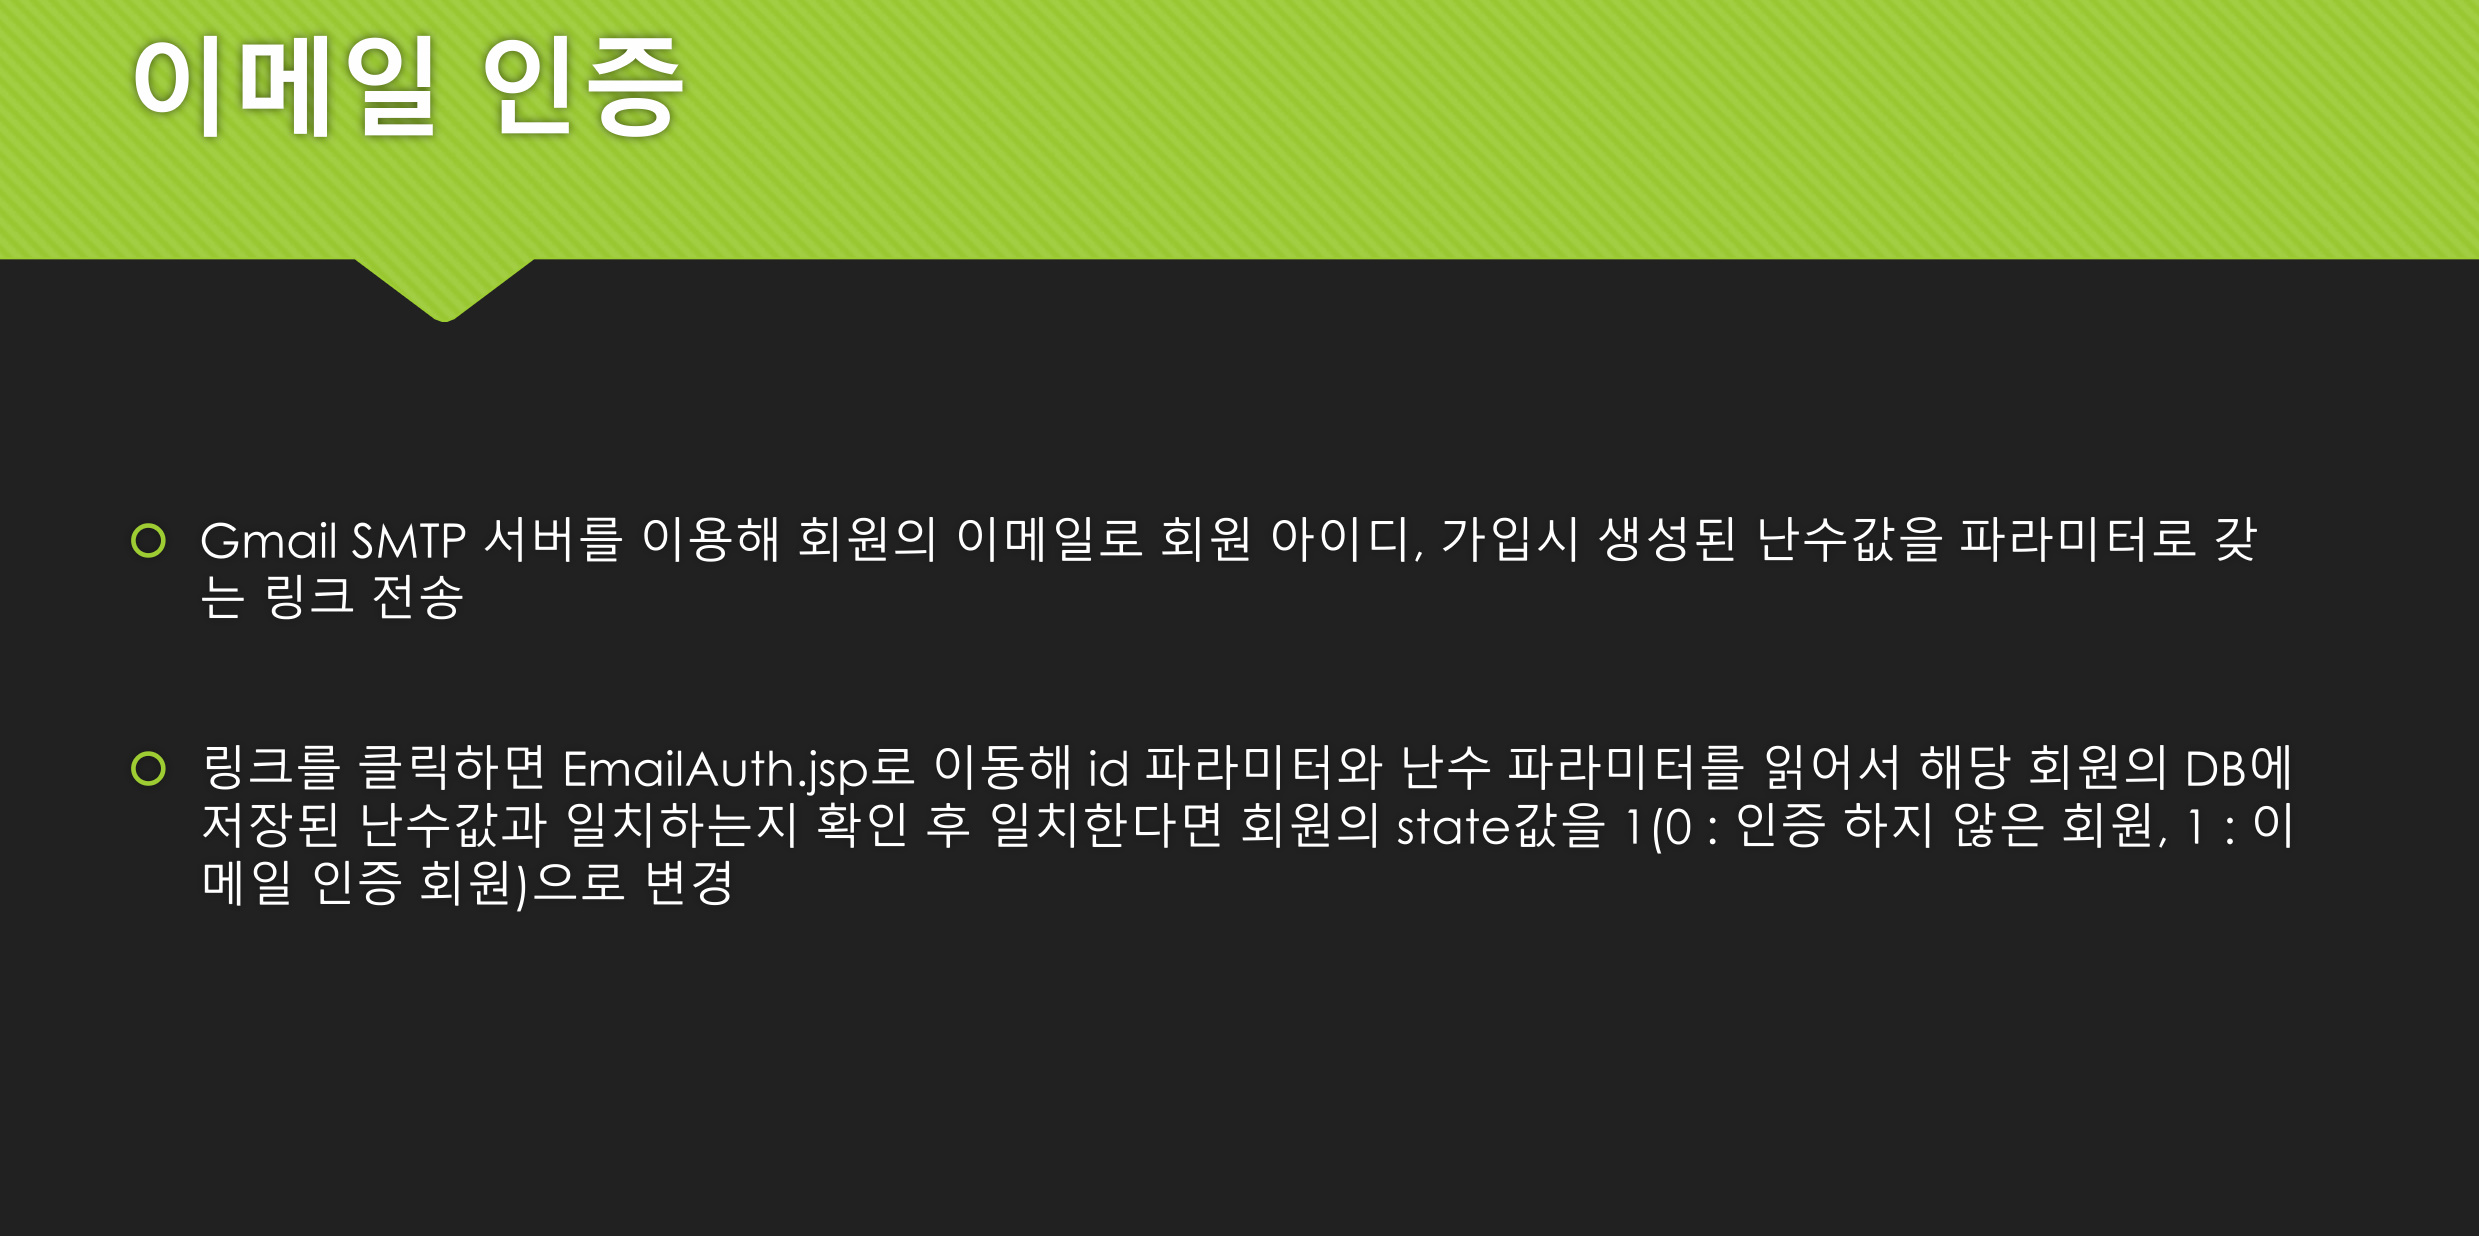 이메일 인증
Gmail SMTP 서버를 이용해 회원의 이메일로 회원 아이디, 가입시 생성된 난수값을 파라미터로 갖
는 링크 전송
링크를 클릭하면 EmailAuth.jsp로 이동해 id 파라미터와 난수 파라미터를 읽어서 해당 회원의 DB에
저장된 난수값과 일치하는지 확인 후 일치한다면 회원의 state값을 1(0 : 인증 하지 않은 회원, 1 : 이
메일 인증 회원)으로 변경